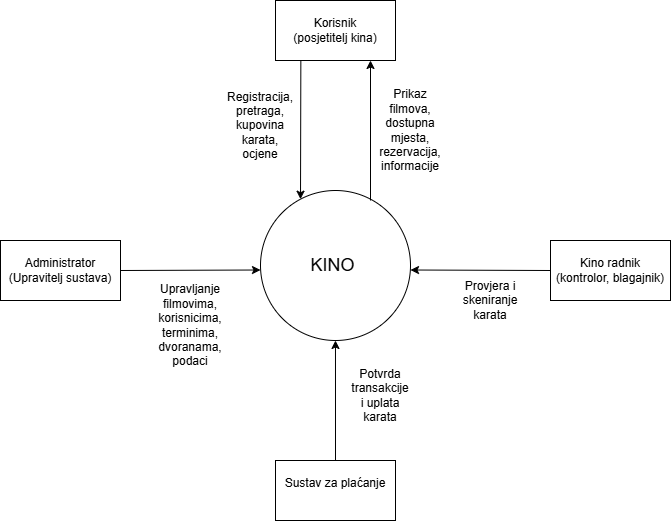 Korisnik
(posjetitelj kina)
Registracija,
pretraga,
kupovina
karata,
ocjene
Prikaz
filmova,
dostupna
mjesta,
rezervacija,
informacije
Administrator
(Upravitelj sustava)
KINO
Kino radnik
(kontrolor, blagajnik)
Upravljanje
filmovima,
korisnicima,
terminima,
dvoranama,
podaci
Provjera i
skeniranje
karata
Potvrda
transakcije
i uplata
karata
Sustav za plaćanje